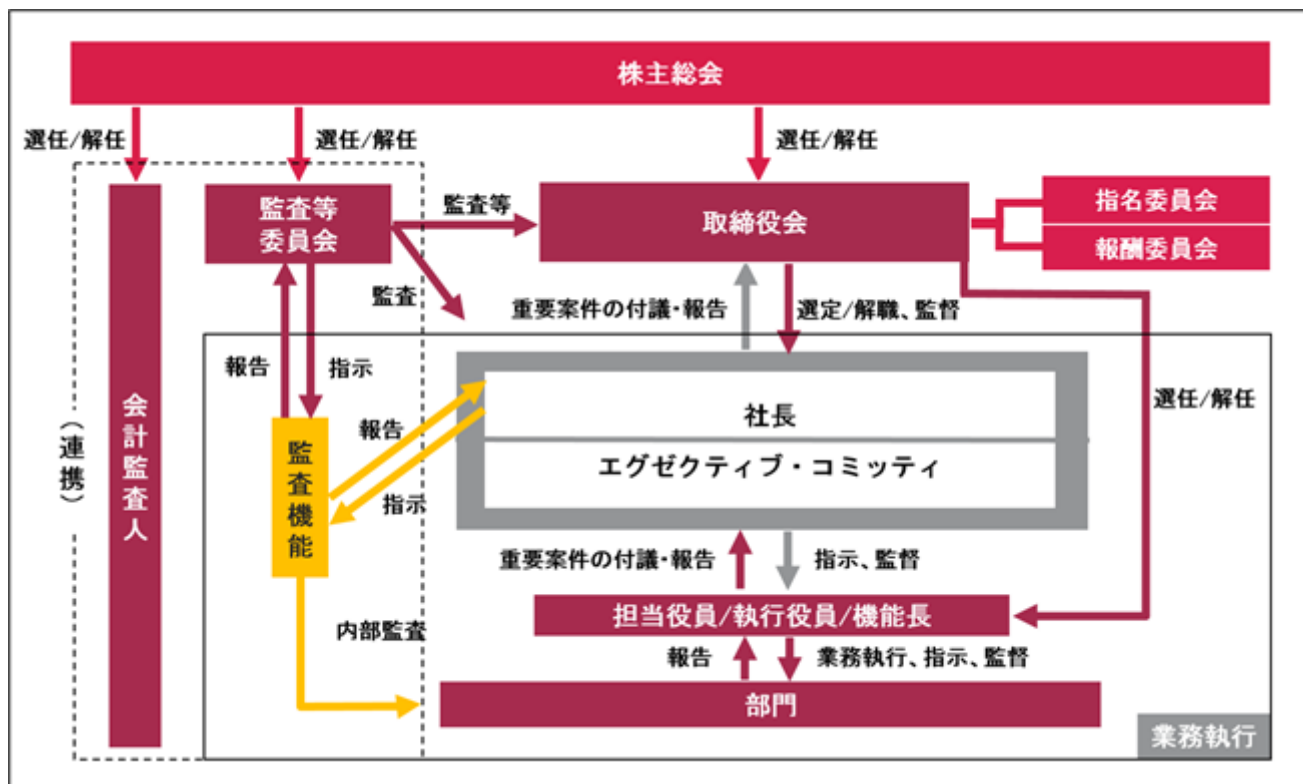 株主総会
選任/解任
選任/解任
選任/解任
監査等
委員会
監査等
取締役会
指名委員会
報酬委員会
監査
重要案件の付議・報告
選定/解職、監督
報告
指示
選任/解任
社長
エグゼクティブ・コミッティ
報告
指示
(連携)
会計監査人
監査機能
重要案件の付議・報告
指示、監督
担当役員/執行役員/機能長
内部監査
報告
業務執行、指示、監督
部門
業務執行